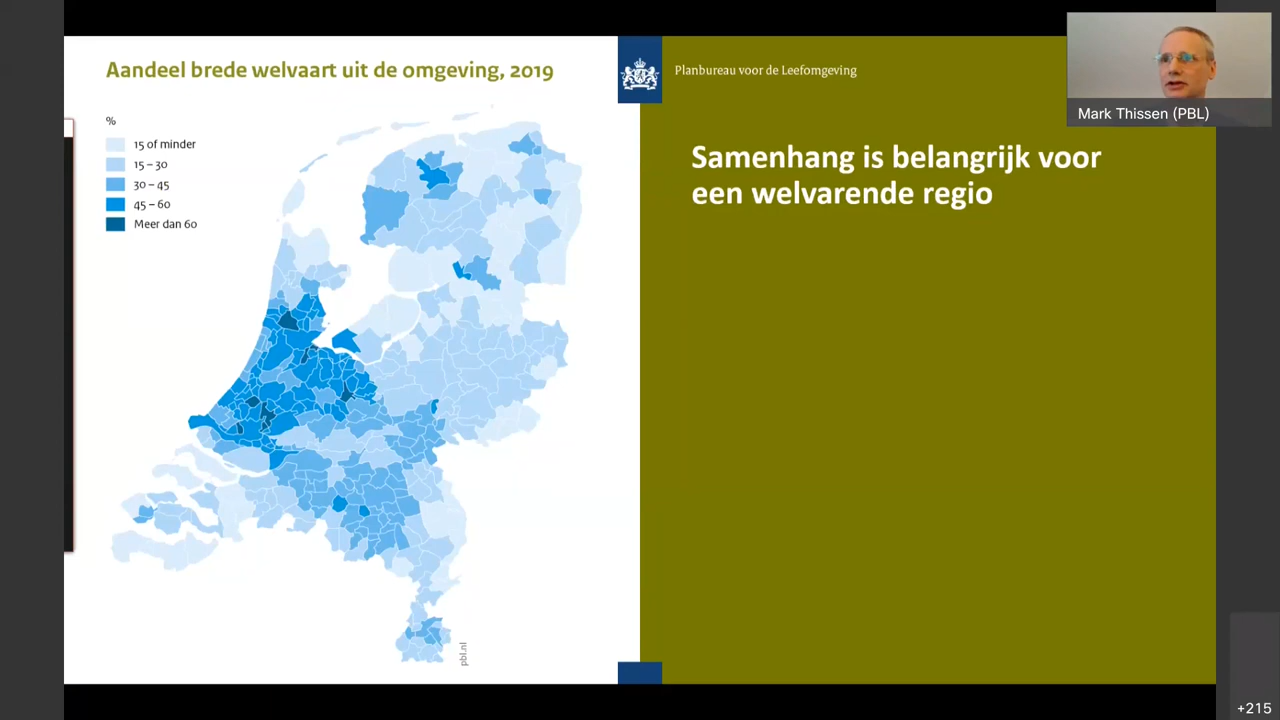 Aandeel brede welvaart uit de omgeving, 2019
%
15 of minder
15 – 30
30 – 45
45 – 60
Meer dan 60
pbl.nl
Planbureau voor de Leefomgeving
Samenhang is belangrijk voor
een welvarende regio
Mark Thissen (PBL)
+215